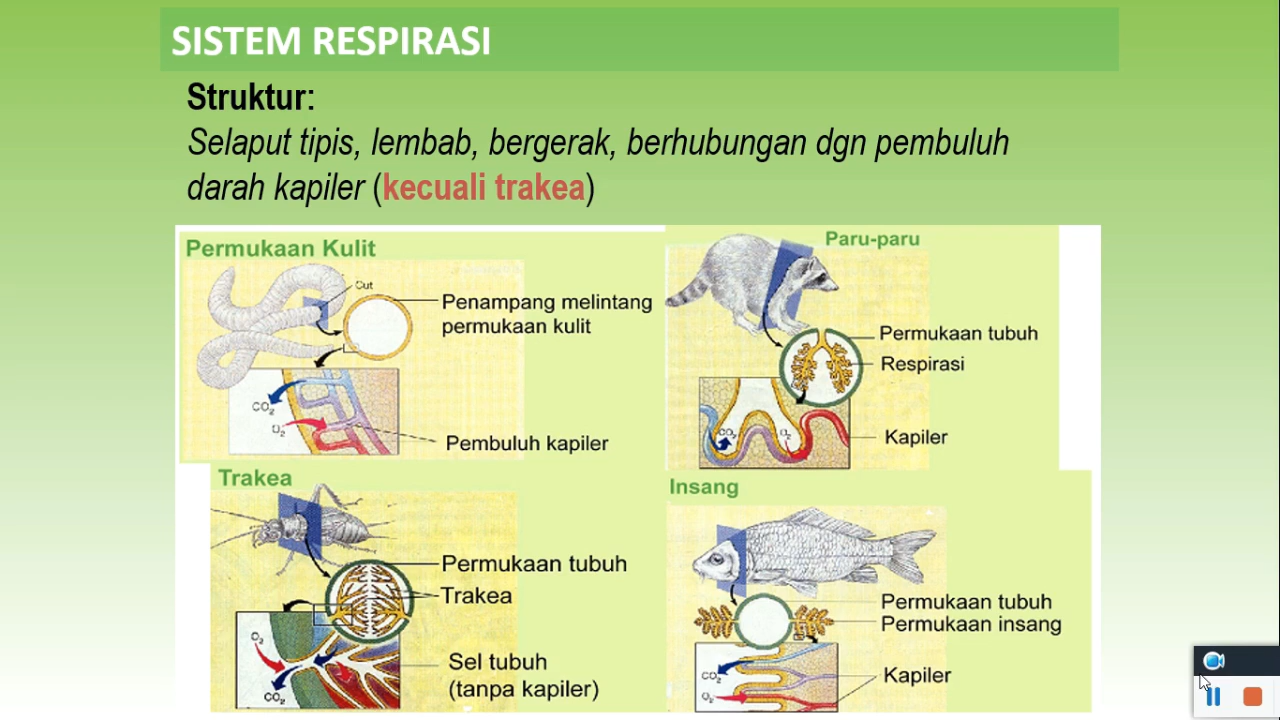 SISTEM RESPIRASI
Struktur:
Selaput tipis, lembab, bergerak, berhubungan dgn pembuluh
darah kapiler (kecuali trakea)
Permukaan Kulit
Cut
Penampang melintang
permukaan kulit
CO2
O2
Pembuluh kapiler
Paru-paru
Permukaan tubuh
Respirasi
CO2
O2
Kapiler
Trakea
Permukaan tubuh
Trakea
O2
CO2
Sel tubuh
(tanpa kapiler)
Insang
Permukaan tubuh
Permukaan insang
CO2
O2
Kapiler